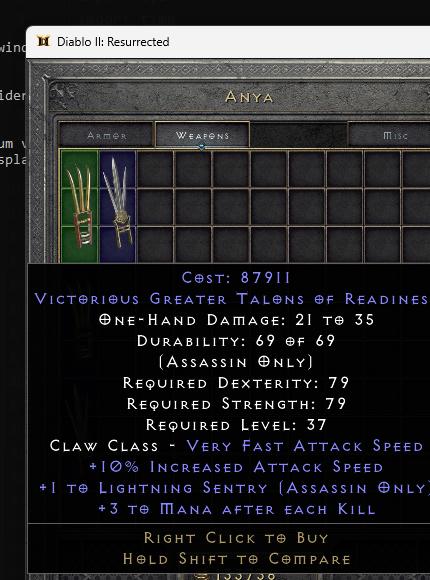 Diablo II: Resurrected
Anya
Armor
Weapons
Misc
Cost: 87911
Victorious Greater Talons of Readines
One-Hand Damage: 21 to 35
Durability: 69 of 69
(Assassin Only)
Required Dexterity: 79
Required Strength: 79
Required Level: 37
Claw Class - Very Fast Attack Speed
+10% Increased Attack Speed
+1 to Lightning Sentry (Assassin Only)
+3 to Mana after each Kill
Right Click to Buy
Hold Shift to Compare